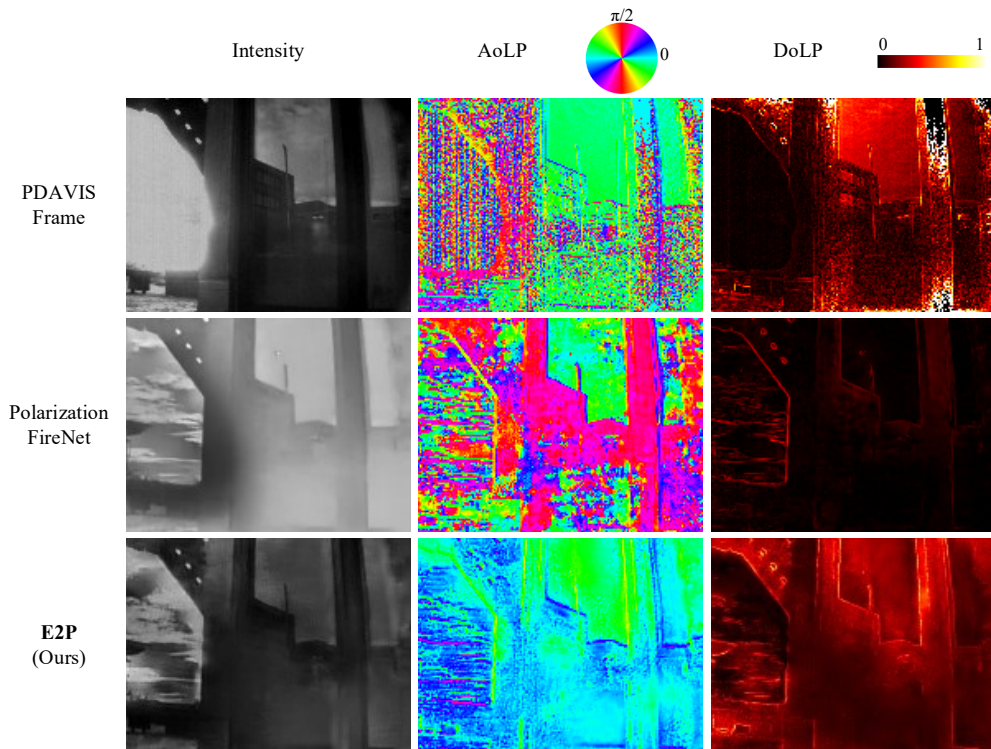 π/2
Intensity
AoLP
0
DoLP
0
1
PDAVIS
Frame
Polarization
FireNet
E2P
(Ours)